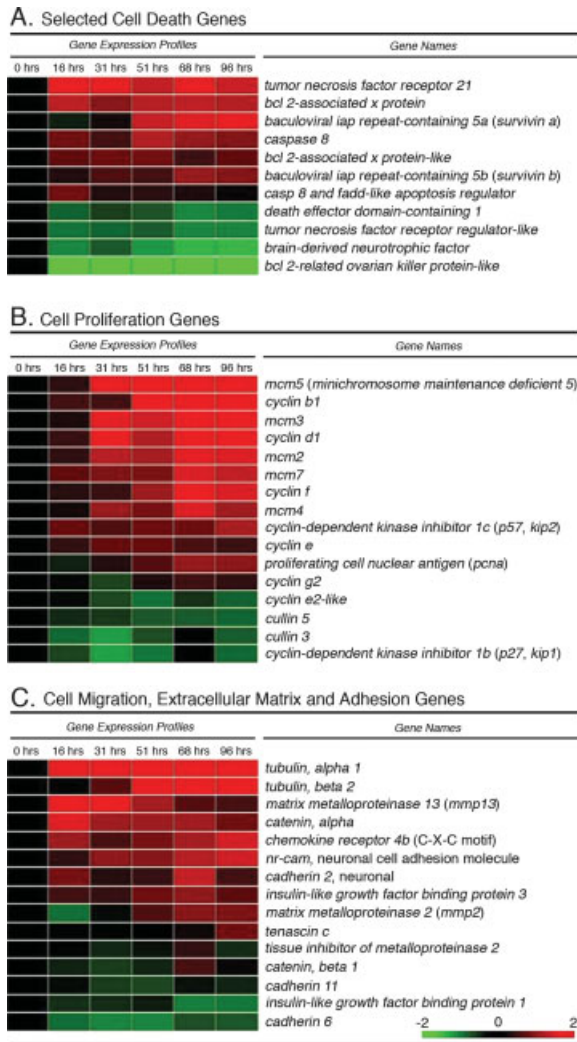 A. Selected Cell Death Genes
Gene Expression Profiles Gene Names
0 hrs 16 hrs 31 hrs 51 hrs 68 hrs 96 hrs
tumor necrosis factor receptor 21
bcl 2-associated x protein
baculoviral iap repeat-containing 5a (survivin a)
caspase 8
bcl 2-associated x protein-like
baculoviral iap repeat-containing 5b (survivin b)
casp 8 and fadd-like apoptosis regulator
death effector domain-containing 1
tumor necrosis factor receptor regulator-like
brain-derived neurotrophic factor
bcl 2-related ovarian killer protein-like
B. Cell Proliferation Genes
Gene Expression Profiles Gene Names
0 hrs 16 hrs 31 hrs 51 hrs 68 hrs 96 hrs
mcm5 (minichromosome maintenance deficient 5)
cyclin b1
mcm3
cyclin d1
mcm2
mcm7
cyclin f
mcm4
cyclin-dependent kinase inhibitor 1c (p57, kip2)
cyclin e
proliferating cell nuclear antigen (pcna)
cyclin g2
cyclin e2-like
cullin 5
cullin 3
cyclin-dependent kinase inhibitor 1b (p27, kip1)
C. Cell Migration, Extracellular Matrix and Adhesion Genes
Gene Expression Profiles Gene Names
0 hrs 16 hrs 31 hrs 51 hrs 68 hrs 96 hrs
tubulin, alpha 1
tubulin, beta 2
matrix metalloproteinase 13 (mmp13)
catenin, alpha
chemokine receptor 4b (C-X-C motif)
nr-cam, neuronal cell adhesion molecule
cadherin 2, neuronal
insulin-like growth factor binding protein 3
matrix metalloproteinase 2 (mmp2)
tenascin c
tissue inhibitor of metalloproteinase 2
catenin, beta 1
cadherin 11
insulin-like growth factor binding protein 1
cadherin 6
-2 0 2